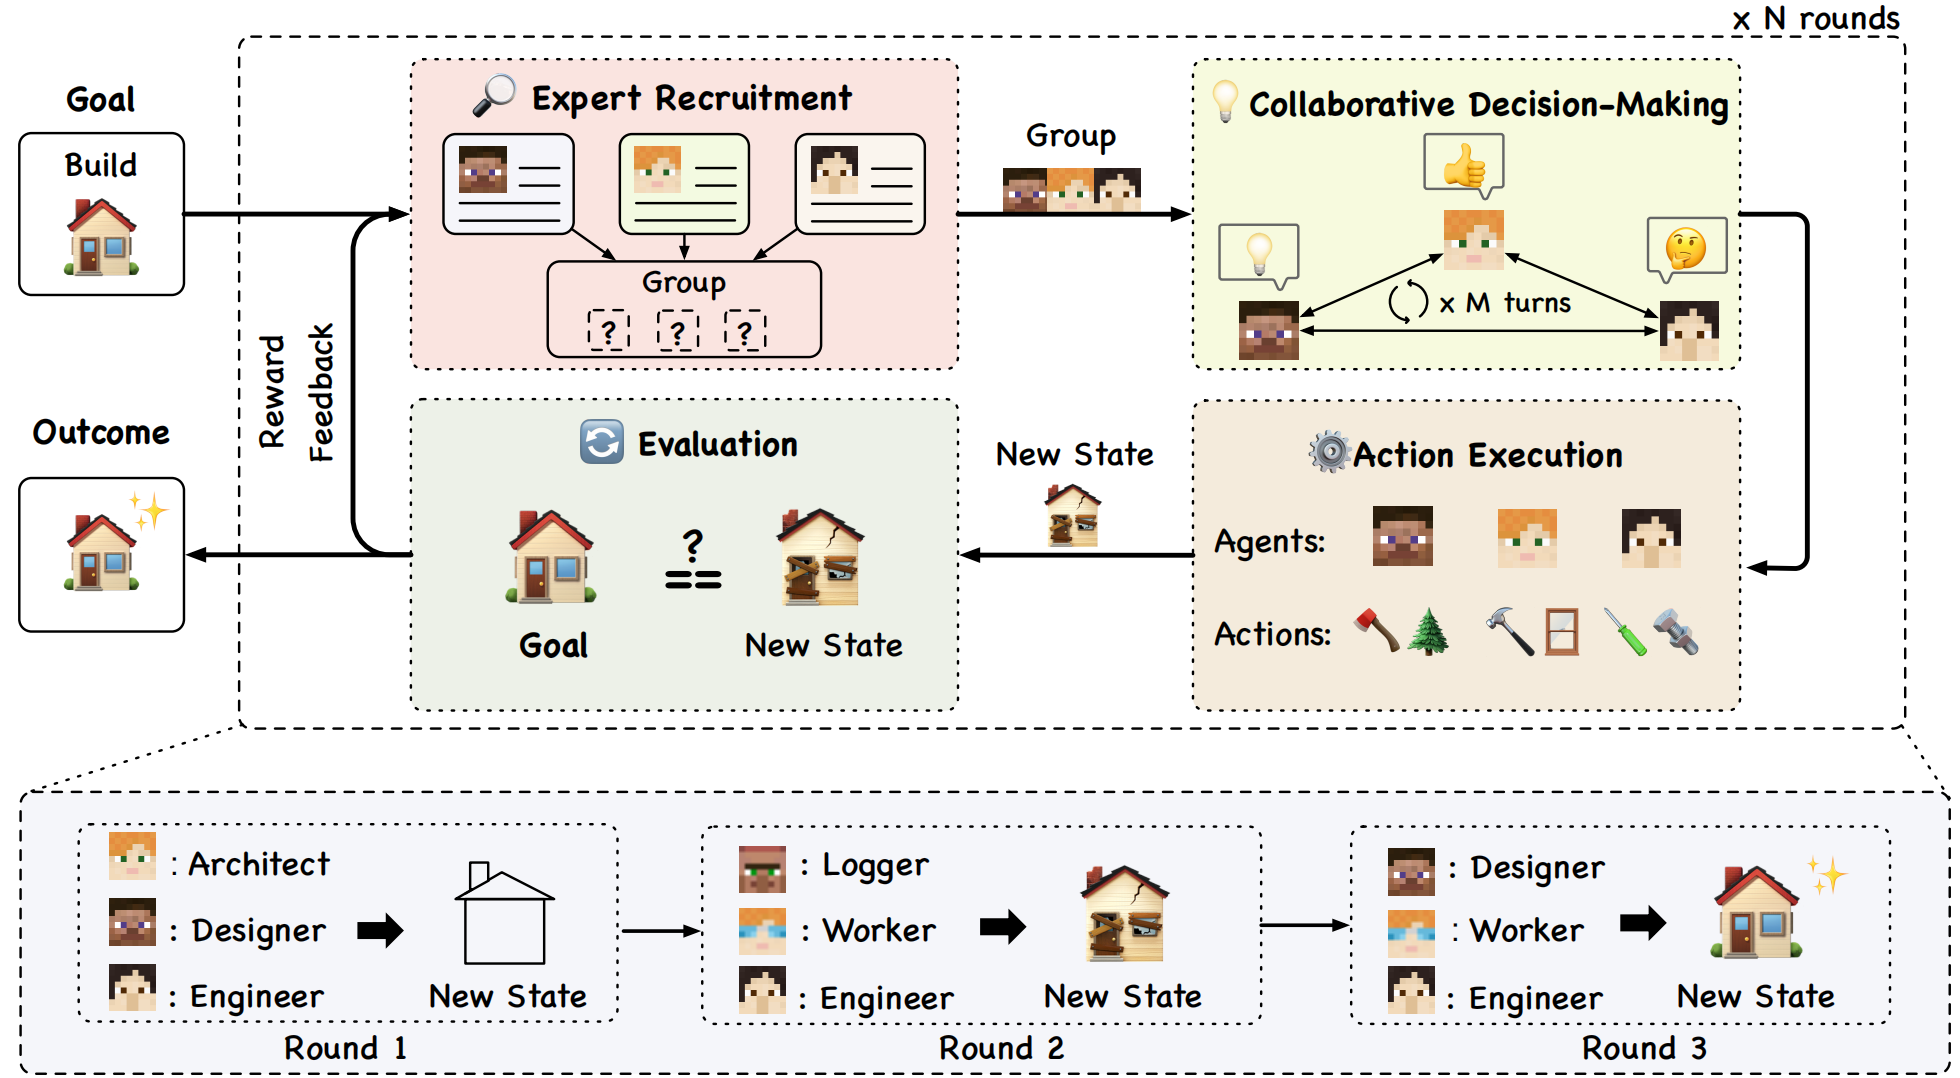 x N rounds
Goal
Build
Expert Recruitment
Group
? ? ?
Group
Collaborative Decision-Making
x M turns
Reward
Feedback
Outcome
Evaluation
?
==
Goal
New State
New State
Action Execution
Agents:
Actions:
: Architect
: Designer
: Engineer
New State
Round 1
: Logger
: Worker
: Engineer
New State
Round 2
: Designer
: Worker
: Engineer
New State
Round 3